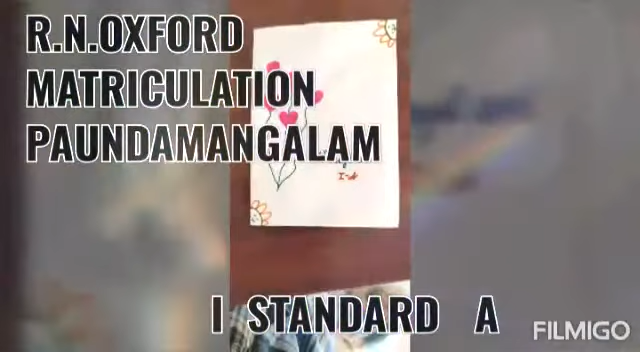 R.N.OXFORD
MATRICULATION
PAUNDAMANGALAM
I-A
I STANDARD A
FILMIGO